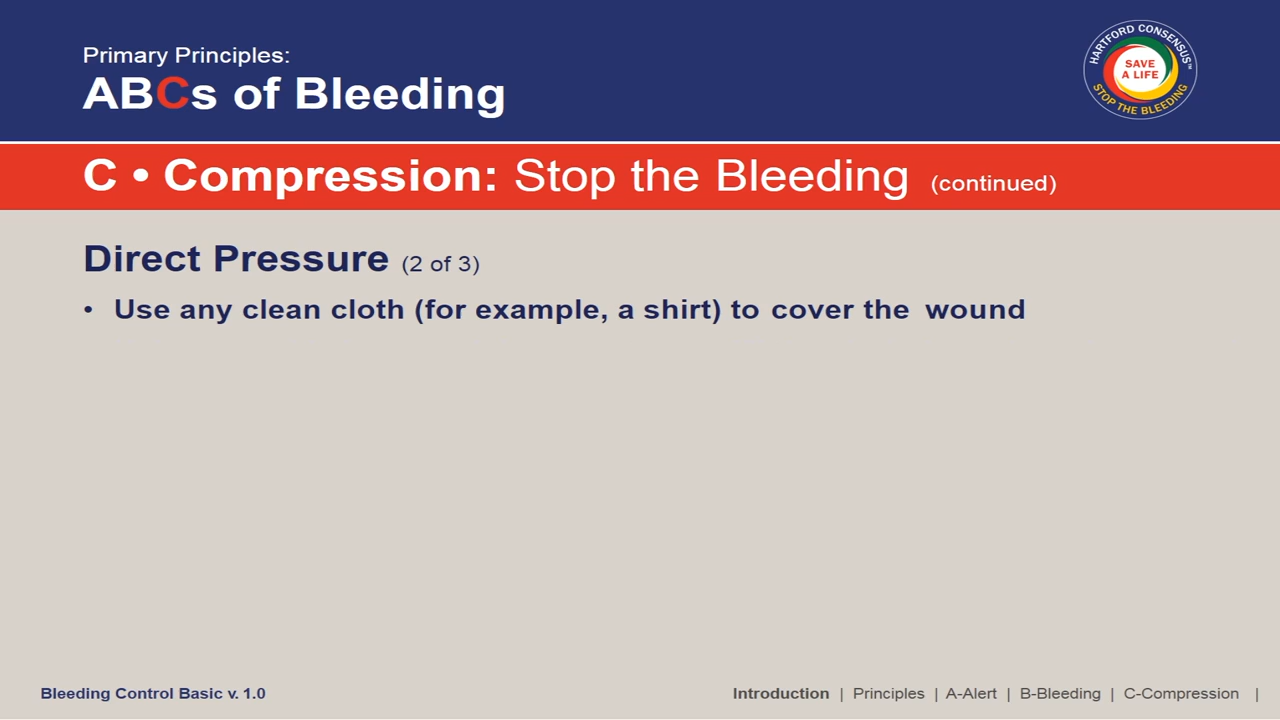 Primary Principles:
ABCs of Bleeding
HARTFORD CONSENSUS™
SAVE
A LIFE
STOP THE BLEEDING
C • Compression: Stop the Bleeding (continued)
Direct Pressure (2 of 3)
• Use any clean cloth (for example, a shirt) to cover the wound
Bleeding Control Basic v. 1.0
Introduction | Principles | A-Alert | B-Bleeding | C-Compression |